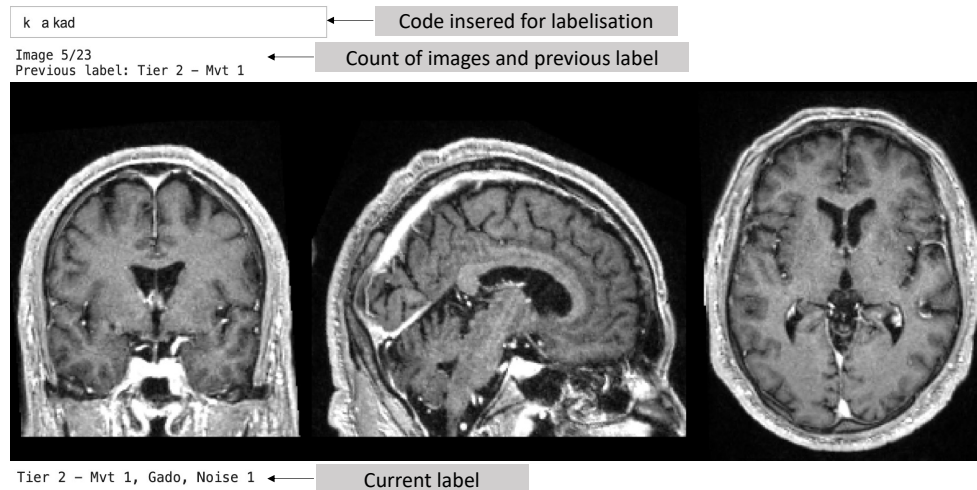 k a kad
Code insered for labelisation
Image 5/23
Count of images and previous label
Previous label: Tier 2 – Mvt 1
Tier 2 – Mvt 1, Gado, Noise 1
Current label